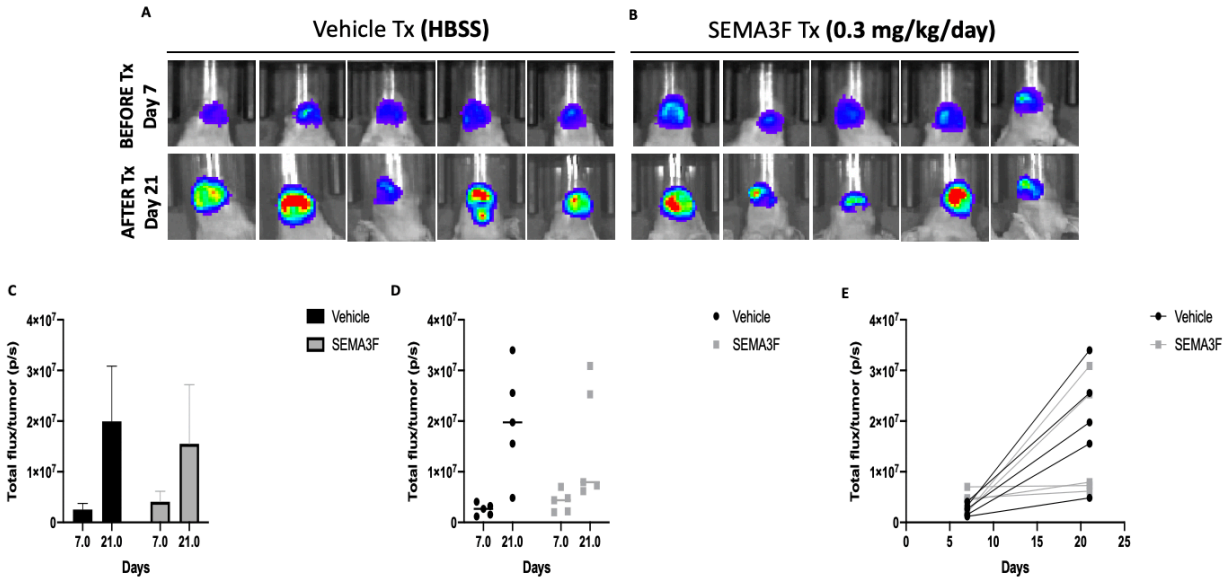 A
B
Vehicle Tx (HBSS)
SEMA3F Tx (0.3 mg/kg/day)
BEFORE Tx
Day 7
AFTER Tx
Day 21
C
Total flux/tumor (p/s)
4×10⁷
3×10⁷
2×10⁷
1×10⁷
0
7.0
21.0
7.0
21.0
Days
Vehicle
SEMA3F
D
Total flux/tumor (p/s)
4×10⁷
3×10⁷
2×10⁷
1×10⁷
0
7.0
21.0
7.0
21.0
Days
Vehicle
SEMA3F
E
Total flux/tumor (p/s)
4×10⁷
3×10⁷
2×10⁷
1×10⁷
0
0
5
10
15
20
25
Days
Vehicle
SEMA3F